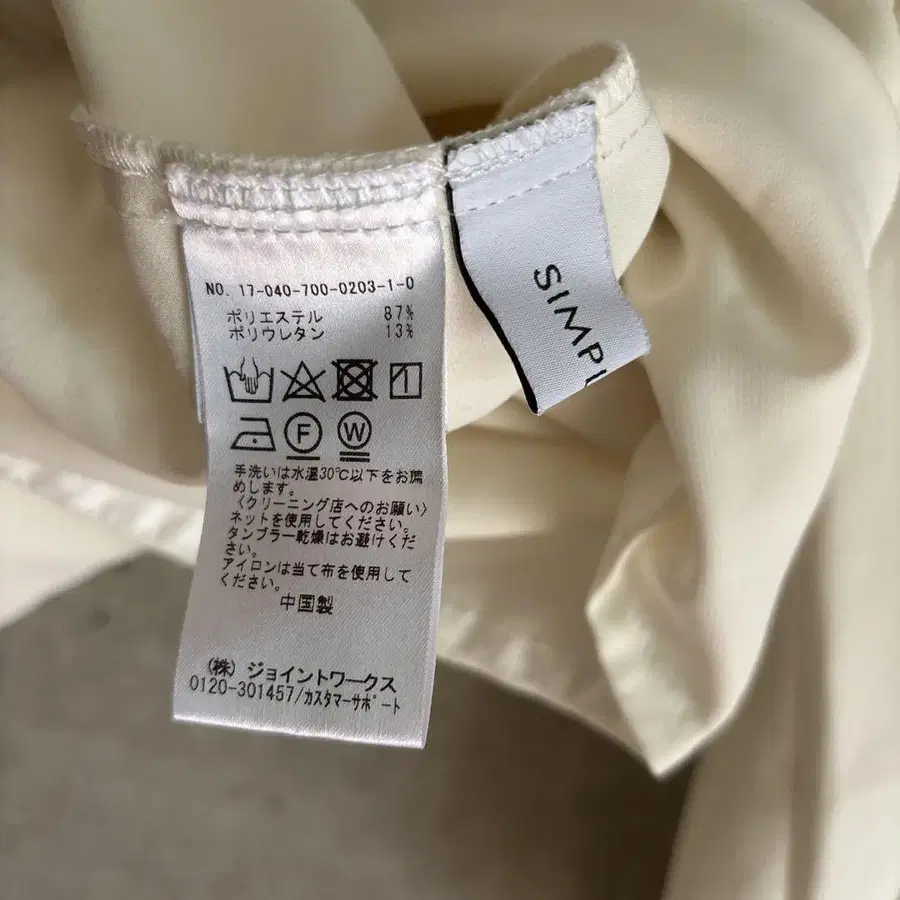 NO. 17-040-700-0203-1-0
ポリエステル 87%
ポリウレタン 13%
F W
手洗いは水温30℃以下をお薦
めします。
〈クリーニング店へのお願い〉
ネットを使用してください。
タンブラー乾燥はお避けくだ
さい。
アイロンは当て布を使用して
ください。
中国製
(株) ジョイントワークス
0120-301457/カスタマーサポート
SIMPL